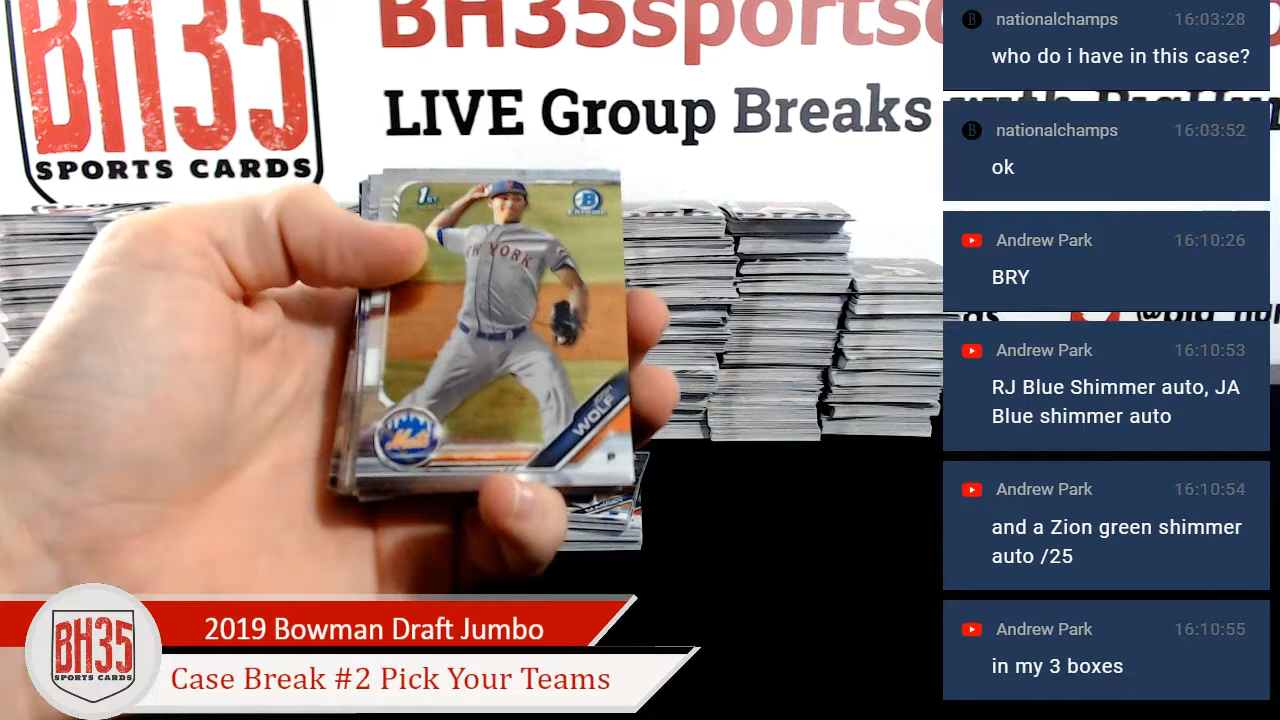 BH35
SPORTS CARDS
BH35sportsc
LIVE Group Breaks with
1ST
CHROME
W YORK
Mets
WOLF
P
BH35
SPORTS CARDS
2019 Bowman Draft Jumbo
Case Break #2 Pick Your Teams
nationalchamps 16:03:28
who do i have in this case?
nationalchamps 16:03:52
ok
Andrew Park 16:10:26
BRY
Andrew Park 16:10:53
RJ Blue Shimmer auto, JA
Blue shimmer auto
Andrew Park 16:10:54
and a Zion green shimmer
auto /25
Andrew Park 16:10:55
in my 3 boxes